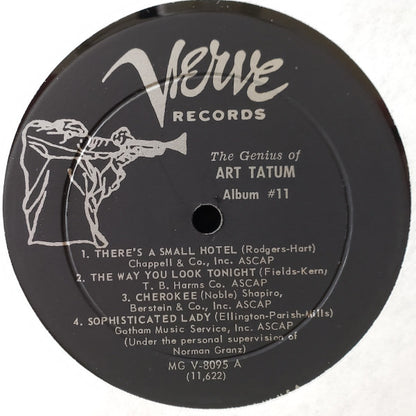 Verve
RECORDS
The Genius of
ART TATUM
Album #11
1. THERE'S A SMALL HOTEL (Rodgers-Hart)
Chappell & Co., Inc. ASCAP
2. THE WAY YOU LOOK TONIGHT (Fields-Kern)
T. B. Harms Co. ASCAP
3. CHEROKEE (Noble) Shapiro,
Berstein & Co., Inc. ASCAP
4. SOPHISTICATED LADY (Ellington-Parish-Mills)
Gotham Music Service, Inc. ASCAP
(Under the personal supervision of
Norman Granz)
MG V-8095 A
(11,622)